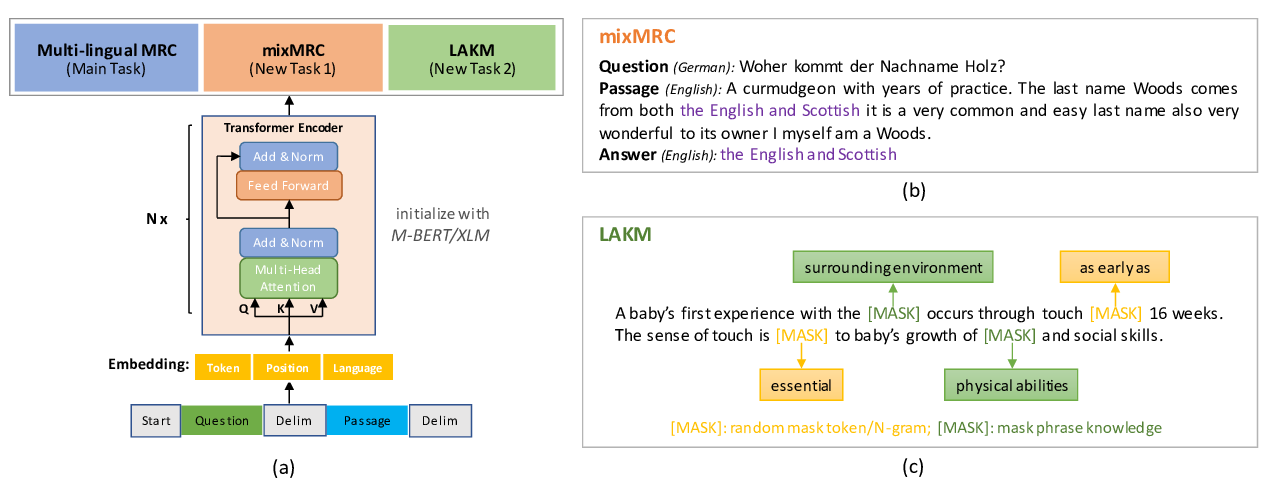 Multi-lingual MRC
(Main Task)
mixMRC
(New Task 1)
LAKM
(New Task 2)
Transformer Encoder
Add & Norm
Feed Forward
N x
initialize with
M-BERT/XLM
Add & Norm
Multi-Head
Attention
Q K V
Embedding: Token Position Language
Start Question Delim Passage Delim
(a)
mixMRC
Question (German): Woher kommt der Nachname Holz?
Passage (English): A curmudgeon with years of practice. The last name Woods comes
from both the English and Scottish it is a very common and easy last name also very
wonderful to its owner I myself am a Woods.
Answer (English): the English and Scottish
(b)
LAKM
surrounding environment as early as
A baby's first experience with the [MASK] occurs through touch [MASK] 16 weeks.
The sense of touch is [MASK] to baby's growth of [MASK] and social skills.
essential physical abilities
[MASK]: random mask token/N-gram; [MASK]: mask phrase knowledge
(c)